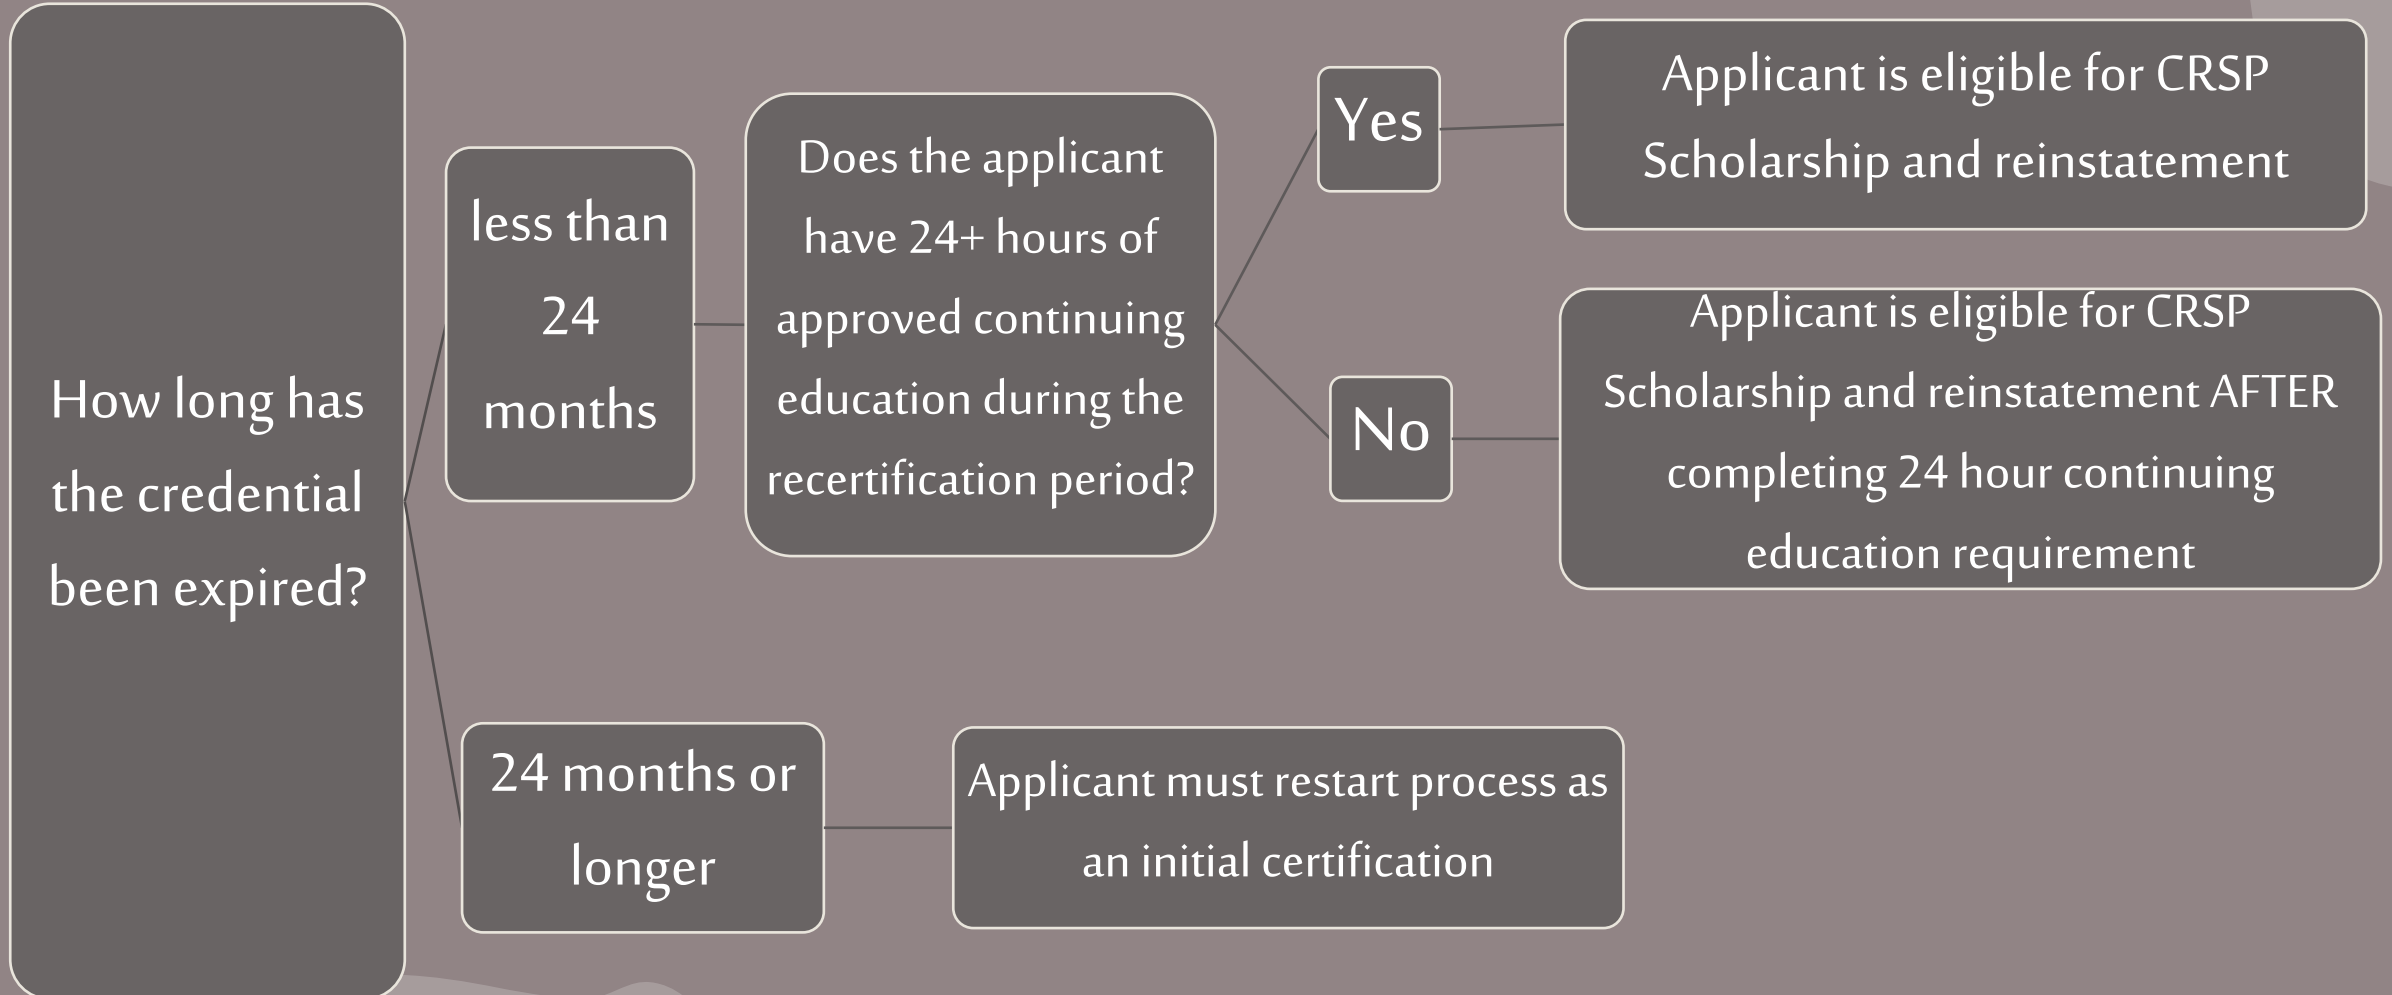 How long has
the credential
been expired?
less than
24
months
Does the applicant
have 24+ hours of
approved continuing
education during the
recertification period?
Yes
Applicant is eligible for CRSP
Scholarship and reinstatement
No
Applicant is eligible for CRSP
Scholarship and reinstatement AFTER
completing 24 hour continuing
education requirement
24 months or
longer
Applicant must restart process as
an initial certification